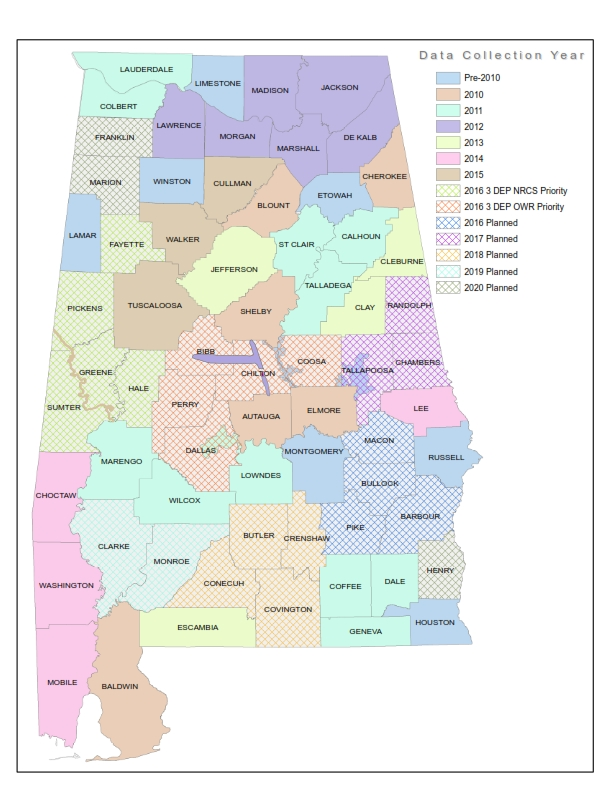 Data Collection Year
Pre-2010
2010
2011
2012
2013
2014
2015
2016 3 DEP NRCS Priority
2016 3 DEP OWR Priority
2016 Planned
2017 Planned
2018 Planned
2019 Planned
2020 Planned
LAUDERDALE
LIMESTONE
MADISON
JACKSON
COLBERT
LAWRENCE
FRANKLIN
MORGAN
MARSHALL
DE KALB
MARION
WINSTON
CULLMAN
CHEROKEE
ETOWAH
BLOUNT
LAMAR
FAYETTE
WALKER
ST CLAIR
CALHOUN
CLEBURNE
JEFFERSON
TALLADEGA
PICKENS
TUSCALOOSA
SHELBY
CLAY
RANDOLPH
BIBB
COOSA
CHAMBERS
GREENE
CHILTON
TALLAPOOSA
HALE
SUMTER
PERRY
AUTAUGA
ELMORE
LEE
MACON
DALLAS
MONTGOMERY
RUSSELL
MARENGO
LOWNDES
BULLOCK
CHOCTAW
WILCOX
BARBOUR
PIKE
BUTLER
CRENSHAW
CLARKE
MONROE
HENRY
CONECUH
COFFEE
DALE
WASHINGTON
COVINGTON
HOUSTON
ESCAMBIA
GENEVA
MOBILE
BALDWIN